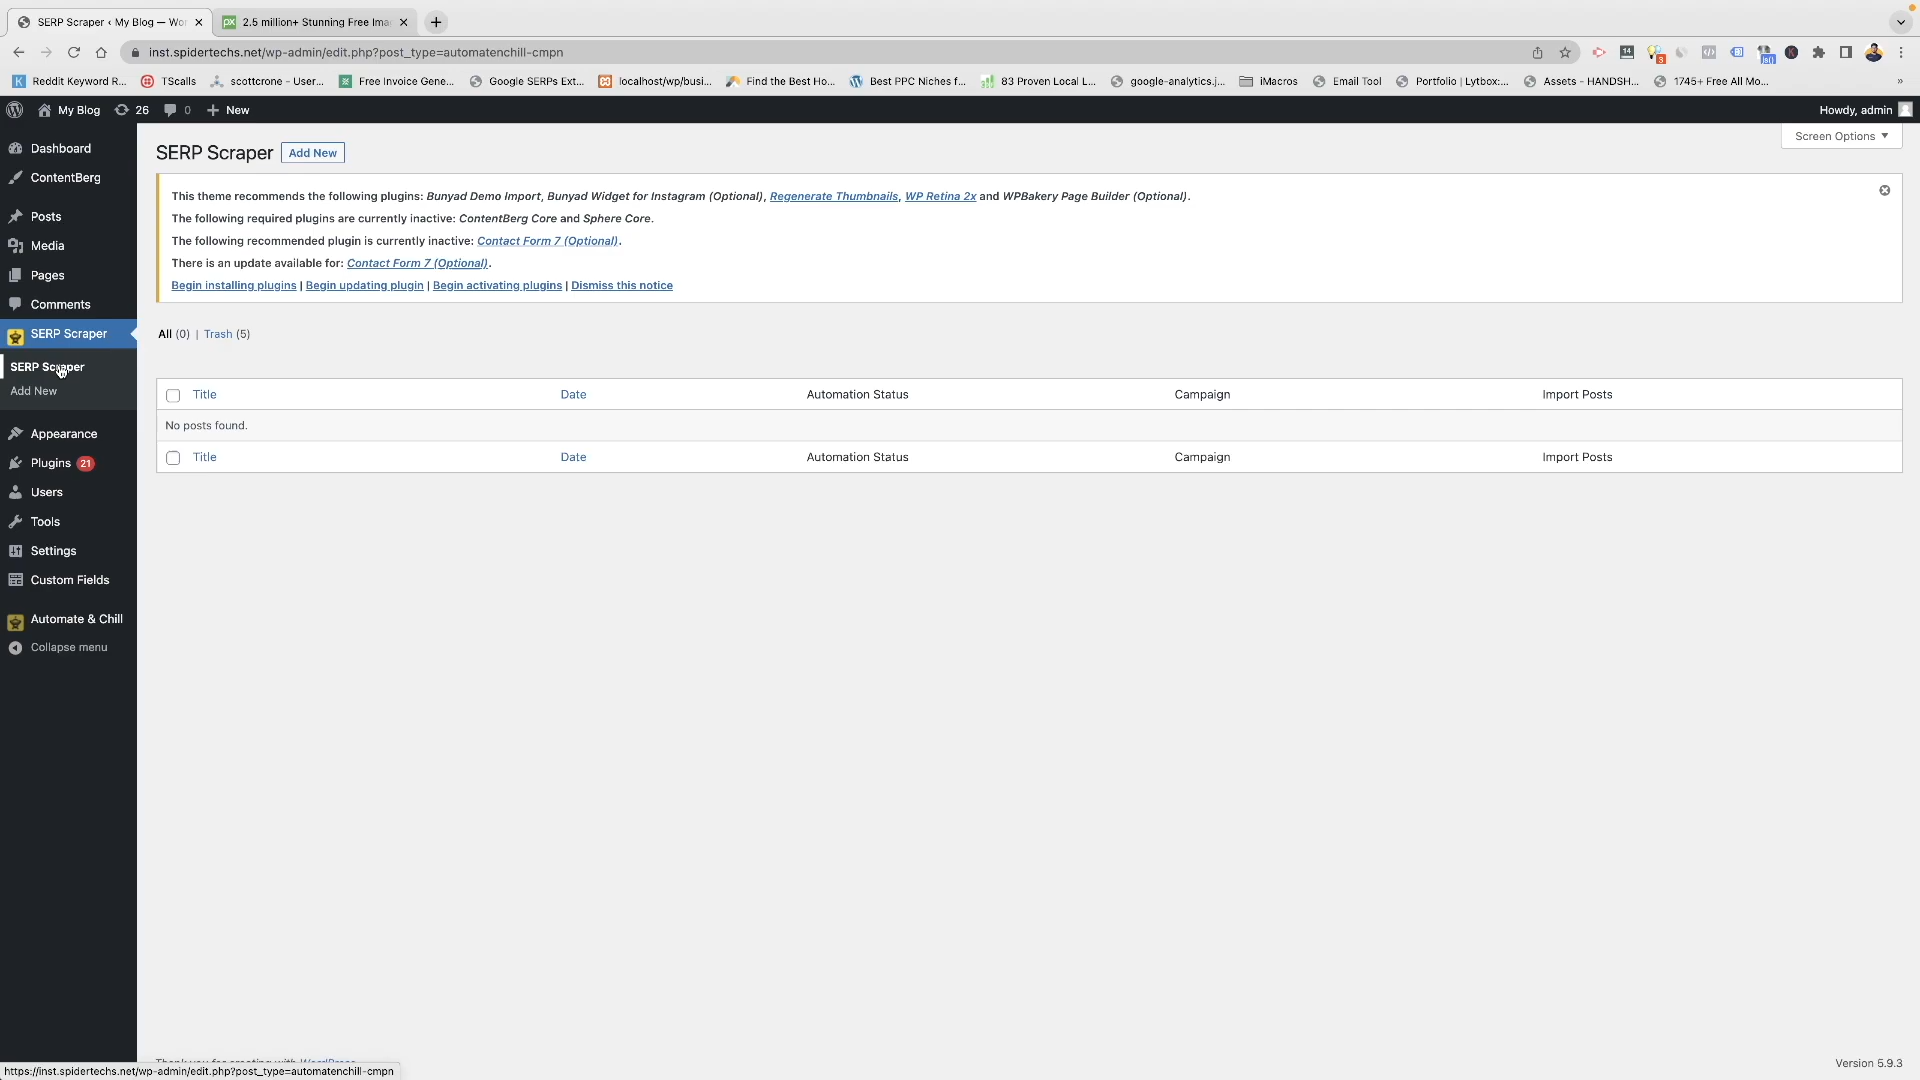 SERP Scraper ‹ My Blog — Wor
2.5 million+ Stunning Free Ima
inst.spidertechs.net/wp-admin/edit.php?post_type=automatenchill-cmpn
Reddit Keyword R... TScalls scottcrone - User... Free Invoice Gene... Google SERPs Ext... localhost/wp/busi... Find the Best Ho... Best PPC Niches f... 83 Proven Local L... google-analytics.j... iMacros Email Tool Portfolio | Lytbox:... Assets - HANDSH... 1745+ Free All Mo... »
My Blog 26 0 + New Howdy, admin
Screen Options
Dashboard
ContentBerg
Posts
Media
Pages
Comments
SERP Scraper
SERP Scraper
Add New
Appearance
Plugins 21
Users
Tools
Settings
Custom Fields
Automate & Chill
Collapse menu
SERP Scraper Add New
This theme recommends the following plugins: Bunyad Demo Import, Bunyad Widget for Instagram (Optional), Regenerate Thumbnails, WP Retina 2x and WPBakery Page Builder (Optional).
The following required plugins are currently inactive: ContentBerg Core and Sphere Core.
The following recommended plugin is currently inactive: Contact Form 7 (Optional).
There is an update available for: Contact Form 7 (Optional).
Begin installing plugins | Begin updating plugin | Begin activating plugins | Dismiss this notice
All (0) | Trash (5)
Title Date Automation Status Campaign Import Posts
No posts found.
Title Date Automation Status Campaign Import Posts
Thank you for creating with WordPress.
Version 5.9.3
https://inst.spidertechs.net/wp-admin/edit.php?post_type=automatenchill-cmpn